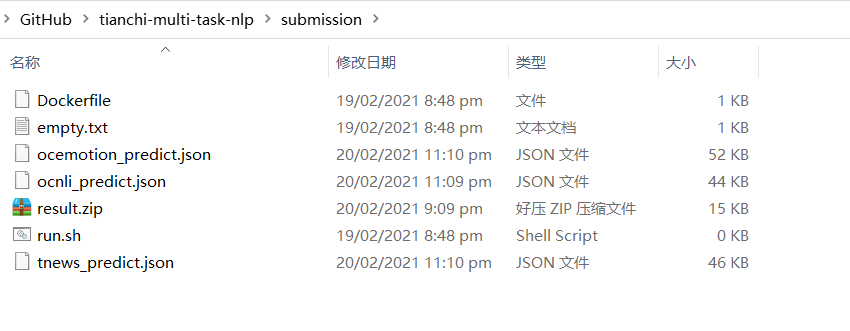 GitHub > tianchi-multi-task-nlp > submission >
名称 修改日期 类型 大小
Dockerfile 19/02/2021 8:48 pm 文件 1 KB
empty.txt 19/02/2021 8:48 pm 文本文档 1 KB
ocemotion_predict.json 20/02/2021 11:10 pm JSON 文件 52 KB
ocnli_predict.json 20/02/2021 11:09 pm JSON 文件 44 KB
result.zip 20/02/2021 9:09 pm 好压 ZIP 压缩文件 15 KB
run.sh 19/02/2021 8:48 pm Shell Script 0 KB
tnews_predict.json 20/02/2021 11:10 pm JSON 文件 46 KB